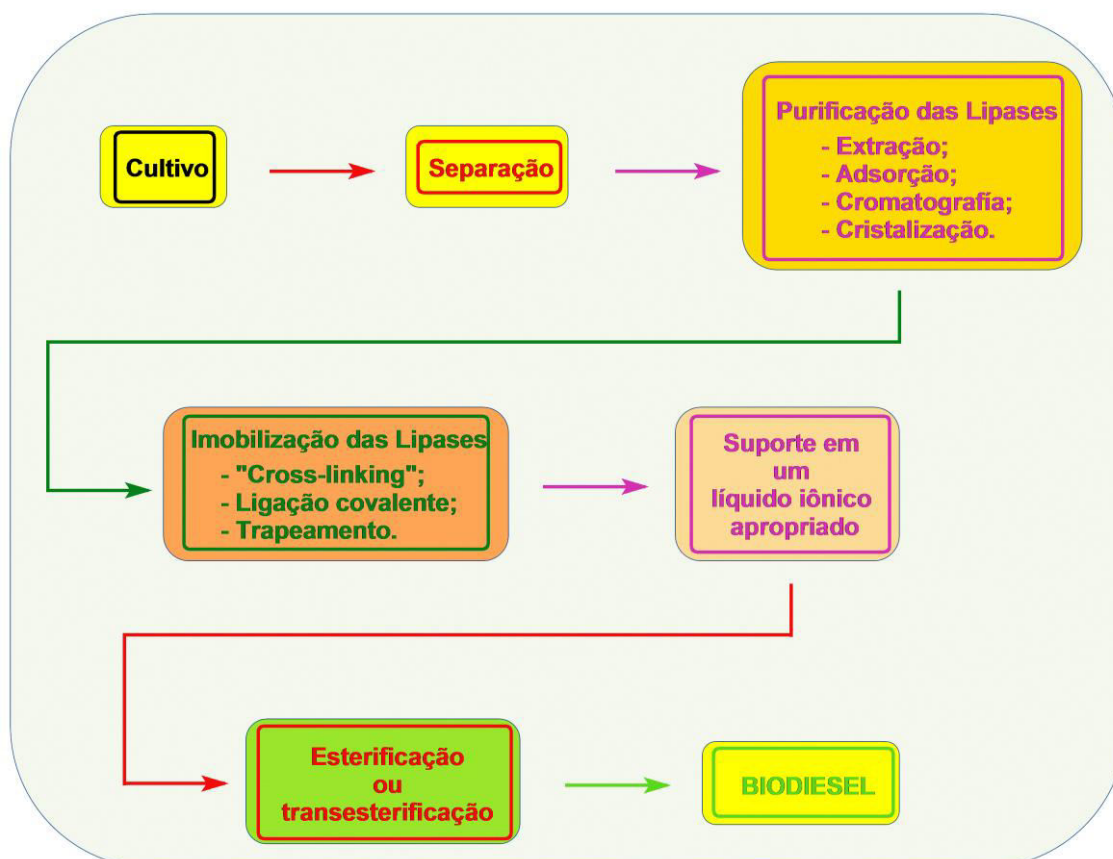 Cultivo
Separação
Purificação das Lipases
- Extração;
- Adsorção;
- Cromatografía;
- Cristalização.
Imobilização das Lipases
- "Cross-linking";
- Ligação covalente;
- Trapeamento.
Suporte em
um
líquido iônico
apropriado
Esterificação
ou
transesterificação
BIODIESEL